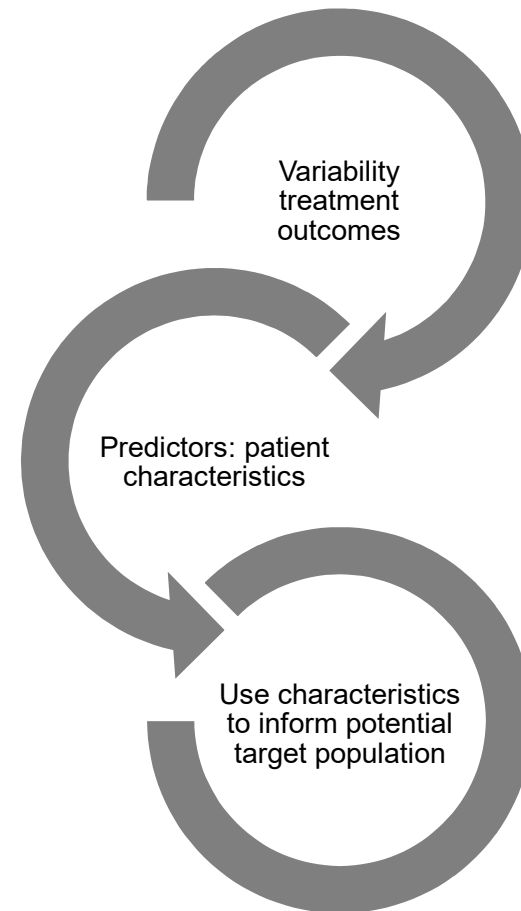 Variability
treatment
outcomes
Predictors: patient
characteristics
Use characteristics
to inform potential
target population